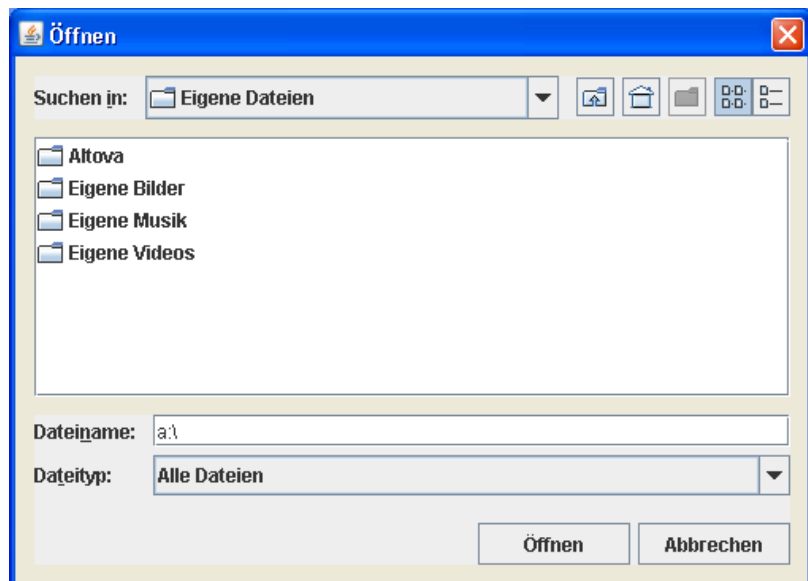 Öffnen
Suchen in: Eigene Dateien
Altova
Eigene Bilder
Eigene Musik
Eigene Videos
Dateiname: a:\
Dateityp: Alle Dateien
Öffnen Abbrechen